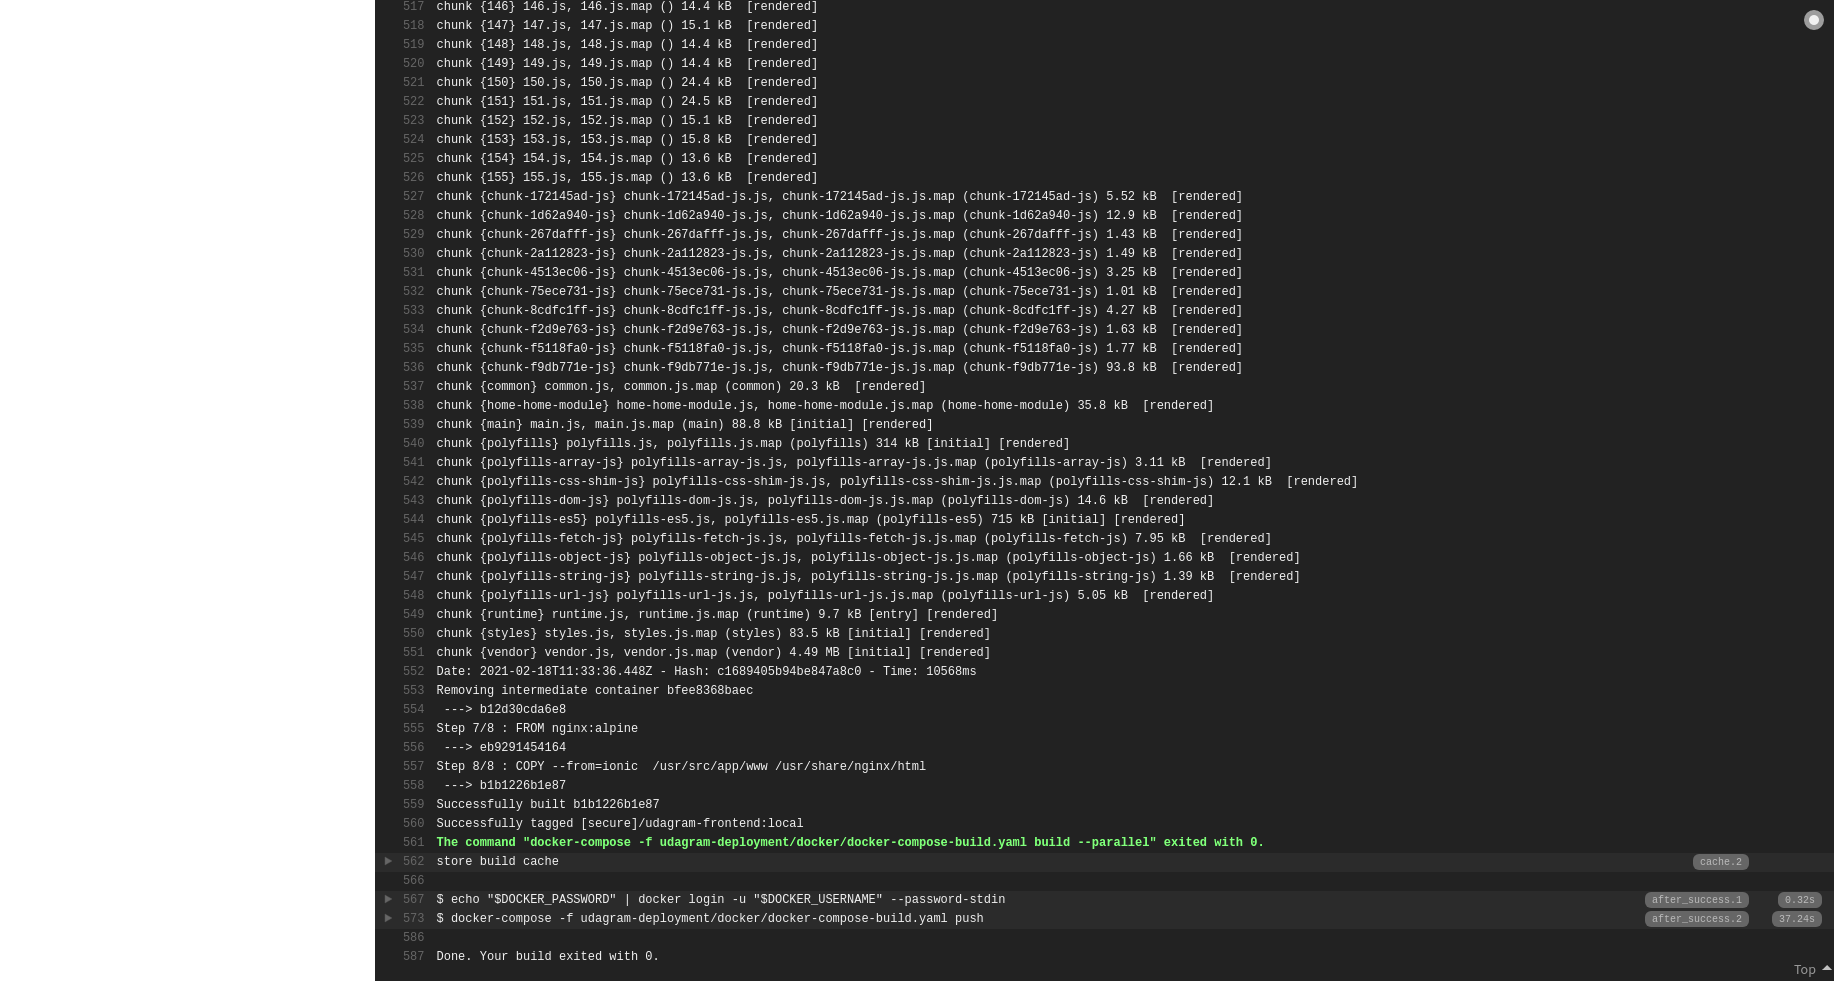 517 chunk {146} 146.js, 146.js.map () 14.4 kB  [rendered]
518 chunk {147} 147.js, 147.js.map () 15.1 kB  [rendered]
519 chunk {148} 148.js, 148.js.map () 14.4 kB  [rendered]
520 chunk {149} 149.js, 149.js.map () 14.4 kB  [rendered]
521 chunk {150} 150.js, 150.js.map () 24.4 kB  [rendered]
522 chunk {151} 151.js, 151.js.map () 24.5 kB  [rendered]
523 chunk {152} 152.js, 152.js.map () 15.1 kB  [rendered]
524 chunk {153} 153.js, 153.js.map () 15.8 kB  [rendered]
525 chunk {154} 154.js, 154.js.map () 13.6 kB  [rendered]
526 chunk {155} 155.js, 155.js.map () 13.6 kB  [rendered]
527 chunk {chunk-172145ad-js} chunk-172145ad-js.js, chunk-172145ad-js.js.map (chunk-172145ad-js) 5.52 kB  [rendered]
528 chunk {chunk-1d62a940-js} chunk-1d62a940-js.js, chunk-1d62a940-js.js.map (chunk-1d62a940-js) 12.9 kB  [rendered]
529 chunk {chunk-267dafff-js} chunk-267dafff-js.js, chunk-267dafff-js.js.map (chunk-267dafff-js) 1.43 kB  [rendered]
530 chunk {chunk-2a112823-js} chunk-2a112823-js.js, chunk-2a112823-js.js.map (chunk-2a112823-js) 1.49 kB  [rendered]
531 chunk {chunk-4513ec06-js} chunk-4513ec06-js.js, chunk-4513ec06-js.js.map (chunk-4513ec06-js) 3.25 kB  [rendered]
532 chunk {chunk-75ece731-js} chunk-75ece731-js.js, chunk-75ece731-js.js.map (chunk-75ece731-js) 1.01 kB  [rendered]
533 chunk {chunk-8cdfc1ff-js} chunk-8cdfc1ff-js.js, chunk-8cdfc1ff-js.js.map (chunk-8cdfc1ff-js) 4.27 kB  [rendered]
534 chunk {chunk-f2d9e763-js} chunk-f2d9e763-js.js, chunk-f2d9e763-js.js.map (chunk-f2d9e763-js) 1.63 kB  [rendered]
535 chunk {chunk-f5118fa0-js} chunk-f5118fa0-js.js, chunk-f5118fa0-js.js.map (chunk-f5118fa0-js) 1.77 kB  [rendered]
536 chunk {chunk-f9db771e-js} chunk-f9db771e-js.js, chunk-f9db771e-js.js.map (chunk-f9db771e-js) 93.8 kB  [rendered]
537 chunk {common} common.js, common.js.map (common) 20.3 kB  [rendered]
538 chunk {home-home-module} home-home-module.js, home-home-module.js.map (home-home-module) 35.8 kB  [rendered]
539 chunk {main} main.js, main.js.map (main) 88.8 kB [initial] [rendered]
540 chunk {polyfills} polyfills.js, polyfills.js.map (polyfills) 314 kB [initial] [rendered]
541 chunk {polyfills-array-js} polyfills-array-js.js, polyfills-array-js.js.map (polyfills-array-js) 3.11 kB  [rendered]
542 chunk {polyfills-css-shim-js} polyfills-css-shim-js.js, polyfills-css-shim-js.js.map (polyfills-css-shim-js) 12.1 kB  [rendered]
543 chunk {polyfills-dom-js} polyfills-dom-js.js, polyfills-dom-js.js.map (polyfills-dom-js) 14.6 kB  [rendered]
544 chunk {polyfills-es5} polyfills-es5.js, polyfills-es5.js.map (polyfills-es5) 715 kB [initial] [rendered]
545 chunk {polyfills-fetch-js} polyfills-fetch-js.js, polyfills-fetch-js.js.map (polyfills-fetch-js) 7.95 kB  [rendered]
546 chunk {polyfills-object-js} polyfills-object-js.js, polyfills-object-js.js.map (polyfills-object-js) 1.66 kB  [rendered]
547 chunk {polyfills-string-js} polyfills-string-js.js, polyfills-string-js.js.map (polyfills-string-js) 1.39 kB  [rendered]
548 chunk {polyfills-url-js} polyfills-url-js.js, polyfills-url-js.js.map (polyfills-url-js) 5.05 kB  [rendered]
549 chunk {runtime} runtime.js, runtime.js.map (runtime) 9.7 kB [entry] [rendered]
550 chunk {styles} styles.js, styles.js.map (styles) 83.5 kB [initial] [rendered]
551 chunk {vendor} vendor.js, vendor.js.map (vendor) 4.49 MB [initial] [rendered]
552 Date: 2021-02-18T11:33:36.448Z - Hash: c1689405b94be847a8c0 - Time: 10568ms
553 Removing intermediate container bfee8368baec
554  ---> b12d30cda6e8
555 Step 7/8 : FROM nginx:alpine
556  ---> eb9291454164
557 Step 8/8 : COPY --from=ionic  /usr/src/app/www /usr/share/nginx/html
558  ---> b1b1226b1e87
559 Successfully built b1b1226b1e87
560 Successfully tagged [secure]/udagram-frontend:local
561 The command "docker-compose -f udagram-deployment/docker/docker-compose-build.yaml build --parallel" exited with 0.
562 store build cache cache.2
566
567 $ echo "$DOCKER_PASSWORD" | docker login -u "$DOCKER_USERNAME" --password-stdin after_success.1 0.32s
573 $ docker-compose -f udagram-deployment/docker/docker-compose-build.yaml push after_success.2 37.24s
586
587 Done. Your build exited with 0.
Top